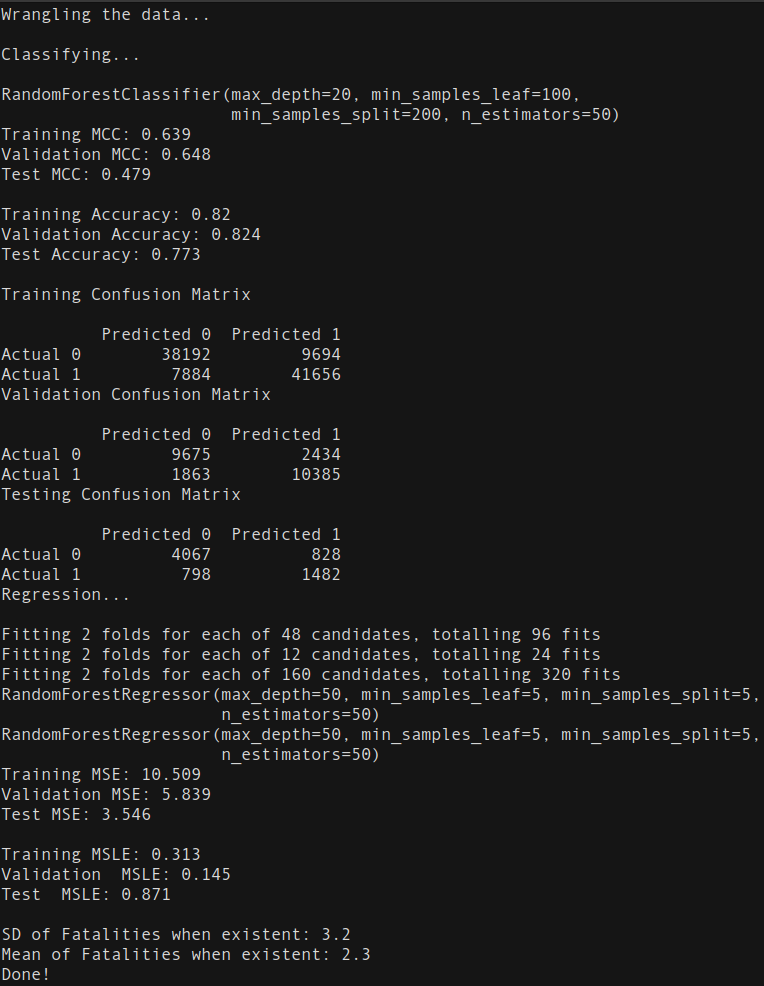 Wrangling the data...
Classifying...
RandomForestClassifier(max_depth=20, min_samples_leaf=100,
min_samples_split=200, n_estimators=50)
Training MCC: 0.639
Validation MCC: 0.648
Test MCC: 0.479
Training Accuracy: 0.82
Validation Accuracy: 0.824
Test Accuracy: 0.773
Training Confusion Matrix
Predicted 0  Predicted 1
Actual 0        38192         9694
Actual 1         7884        41656
Validation Confusion Matrix
Predicted 0  Predicted 1
Actual 0         9675         2434
Actual 1         1863        10385
Testing Confusion Matrix
Predicted 0  Predicted 1
Actual 0         4067          828
Actual 1          798         1482
Regression...
Fitting 2 folds for each of 48 candidates, totalling 96 fits
Fitting 2 folds for each of 12 candidates, totalling 24 fits
Fitting 2 folds for each of 160 candidates, totalling 320 fits
RandomForestRegressor(max_depth=50, min_samples_leaf=5, min_samples_split=5,
n_estimators=50)
RandomForestRegressor(max_depth=50, min_samples_leaf=5, min_samples_split=5,
n_estimators=50)
Training MSE: 10.509
Validation MSE: 5.839
Test MSE: 3.546
Training MSLE: 0.313
Validation  MSLE: 0.145
Test  MSLE: 0.871
SD of Fatalities when existent: 3.2
Mean of Fatalities when existent: 2.3
Done!